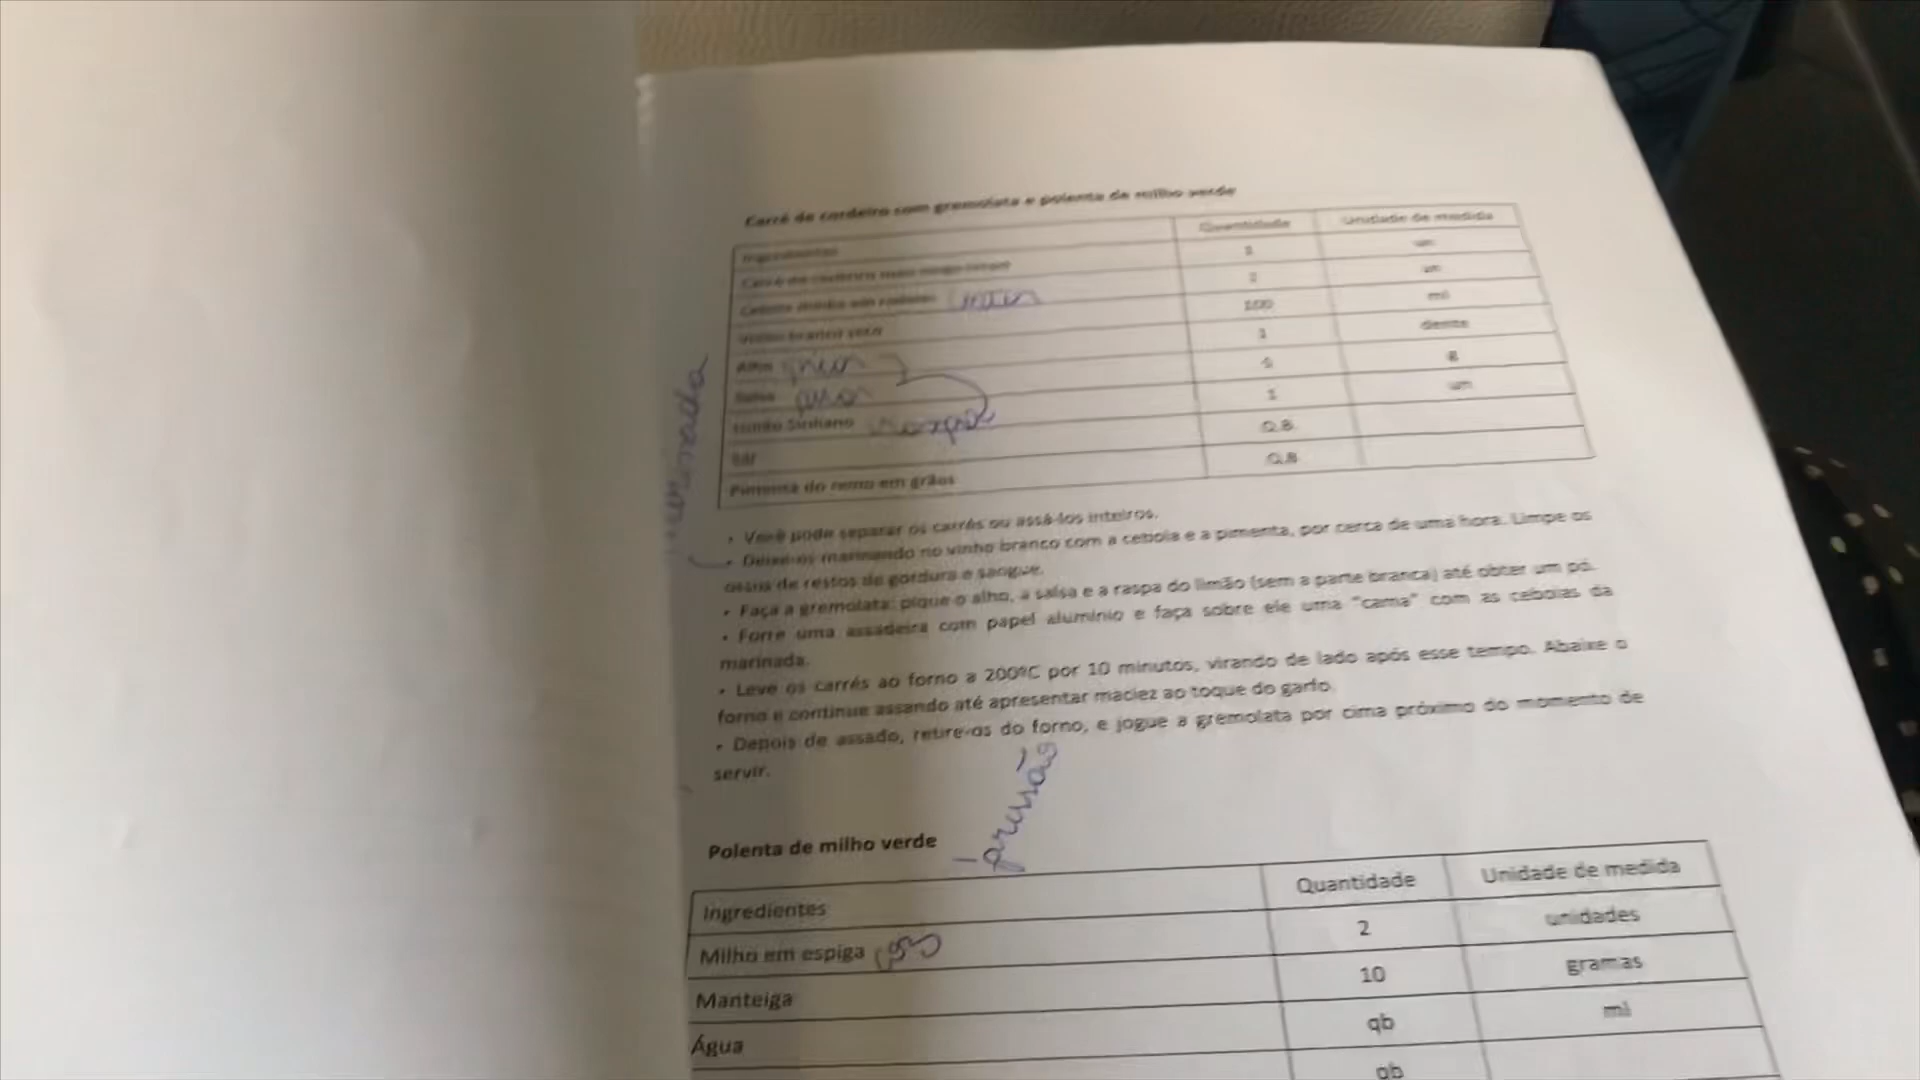 Carré de cordeiro com gremolata e polenta de milho verde
Ingredientes Quantidade Unidade de medida
Carré de cordeiro un
Cebola 2 un
Vinho branco seco 100 ml
Alho 1 dente
Salsa g
Limão Siciliano 1 un
Sal Q.B
Pimenta do reino em grãos Q.B
marinada
• Você pode separar os carrés ou assá-los inteiros.
• Deixe-os marinando no vinho branco com a cebola e a pimenta, por cerca de uma hora. Limpe os
ossos de restos de gordura e sangue.
• Faça a gremolata: pique o alho, a salsa e a raspa do limão (sem a parte branca) até obter um pó.
• Forre uma assadeira com papel alumínio e faça sobre ele uma "cama" com as cebolas da
marinada.
• Leve os carrés ao forno a 200ºC por 10 minutos, virando de lado após esse tempo. Abaixe o
forno e continue assando até apresentar maciez ao toque do garfo.
• Depois de assado, retire-os do forno, e jogue a gremolata por cima próximo do momento de
servir.
pressão
Polenta de milho verde
Ingredientes Quantidade Unidade de medida
Milho em espiga 2 unidades
Manteiga 10 gramas
Água qb ml
qb